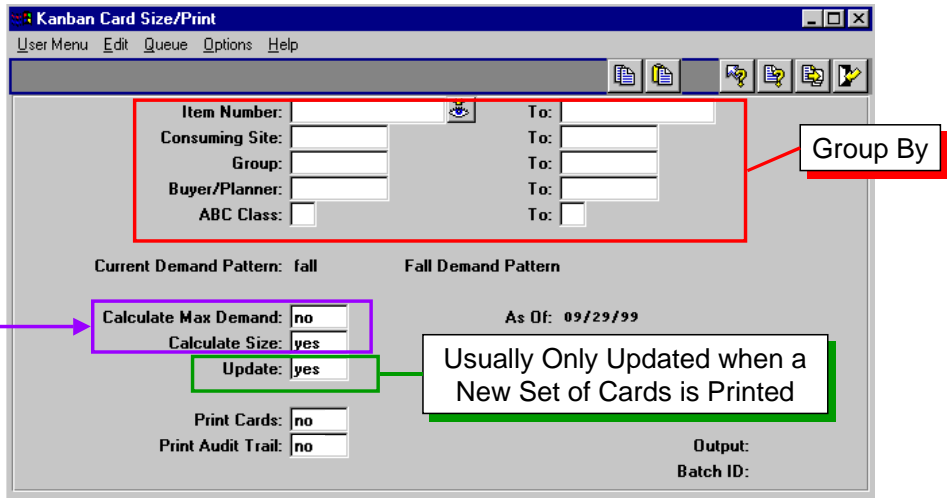 Kanban Card Size/Print
User Menu Edit Queue Options Help
Item Number: To:
Consuming Site: To:
Group: To:
Buyer/Planner: To:
ABC Class: To:
Group By
Current Demand Pattern: fall Fall Demand Pattern
Calculate Max Demand: no As Of: 09/29/99
Calculate Size: yes
Update: yes
Usually Only Updated when a
New Set of Cards is Printed
Print Cards: no
Print Audit Trail: no Output:
Batch ID: